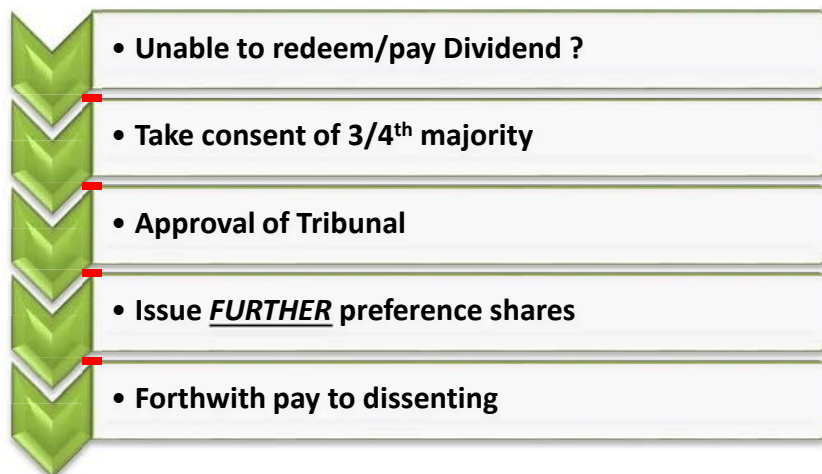 • Unable to redeem/pay Dividend ?
• Take consent of 3/4th majority
• Approval of Tribunal
• Issue FURTHER preference shares
• Forthwith pay to dissenting